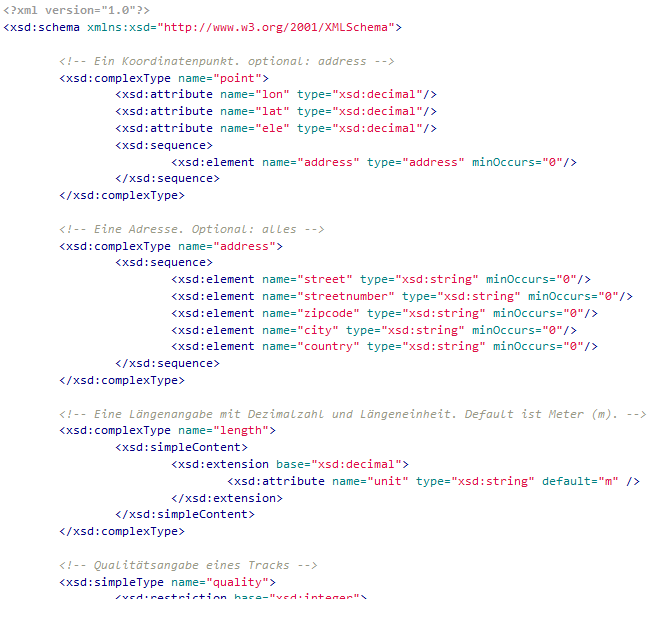 <?xml version="1.0"?>
<xsd:schema xmlns:xsd="http://www.w3.org/2001/XMLSchema">
<!-- Ein Koordinatenpunkt. optional: address -->
<xsd:complexType name="point">
<xsd:attribute name="lon" type="xsd:decimal"/>
<xsd:attribute name="lat" type="xsd:decimal"/>
<xsd:attribute name="ele" type="xsd:decimal"/>
<xsd:sequence>
<xsd:element name="address" type="address" minOccurs="0"/>
</xsd:sequence>
</xsd:complexType>
<!-- Eine Adresse. Optional: alles -->
<xsd:complexType name="address">
<xsd:sequence>
<xsd:element name="street" type="xsd:string" minOccurs="0"/>
<xsd:element name="streetnumber" type="xsd:string" minOccurs="0"/>
<xsd:element name="zipcode" type="xsd:string" minOccurs="0"/>
<xsd:element name="city" type="xsd:string" minOccurs="0"/>
<xsd:element name="country" type="xsd:string" minOccurs="0"/>
</xsd:sequence>
</xsd:complexType>
<!-- Eine Längenangabe mit Dezimalzahl und Längeneinheit. Default ist Meter (m). -->
<xsd:complexType name="length">
<xsd:simpleContent>
<xsd:extension base="xsd:decimal">
<xsd:attribute name="unit" type="xsd:string" default="m" />
</xsd:extension>
</xsd:simpleContent>
</xsd:complexType>
<!-- Qualitätsangabe eines Tracks -->
<xsd:simpleType name="quality">
<xsd:restriction base="xsd:integer">